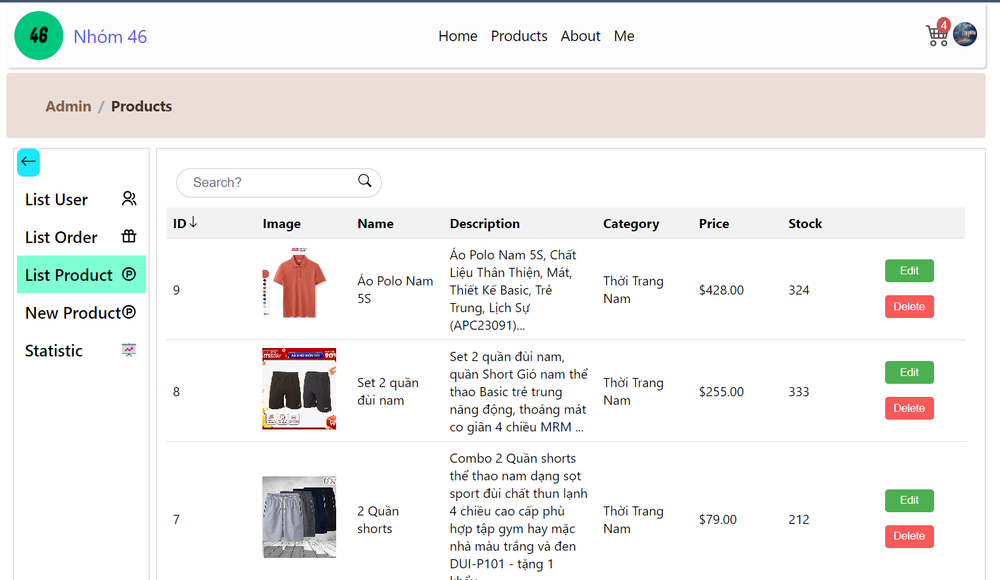 46
Nhóm 46
Home Products About Me
4
Admin / Products
List User
List Order
List Product
New Product
Statistic
Search?
ID Image Name Description Category Price Stock
9
Áo Polo Nam
5S
Áo Polo Nam 5S, Chất
Liệu Thân Thiện, Mát,
Thiết Kế Basic, Trẻ
Trung, Lịch Sự
(APC23091)...
Thời Trang
Nam
$428.00
324
Edit
Delete
8
XẢ KHO ĐÓN TẾT
90%
Set 2 quần
đùi nam
Set 2 quần đùi nam,
quần Short Gió nam thể
thao Basic trẻ trung
năng động, thoáng mát
co giãn 4 chiều MRM ...
Thời Trang
Nam
$255.00
333
Edit
Delete
7
2 Quần
shorts
Combo 2 Quần shorts
thể thao nam dạng sọt
sport đùi chất thun lạnh
4 chiều cao cấp phù
hợp tập gym hay mặc
nhà màu trắng và đen
DUI-P101 - tặng 1
Thời Trang
Nam
$79.00
212
Edit
Delete